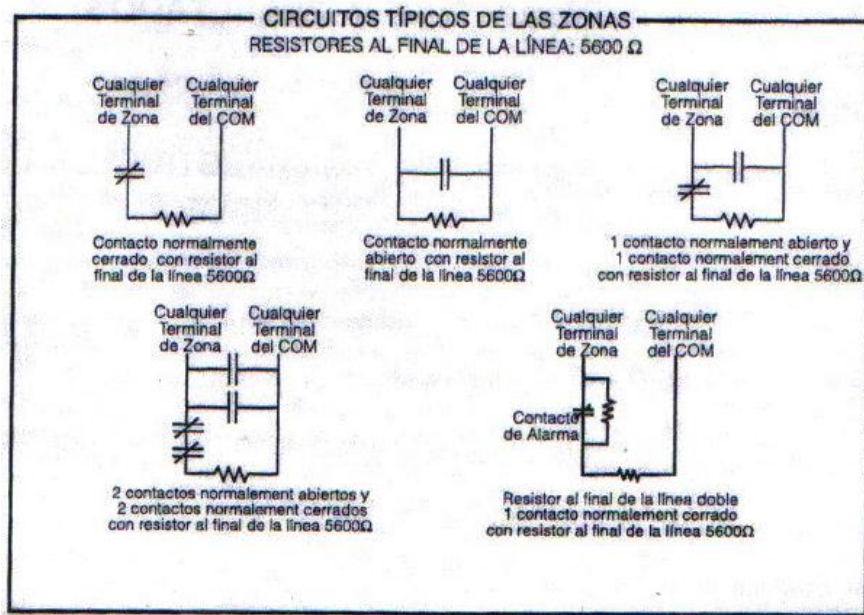 CIRCUITOS TÍPICOS DE LAS ZONAS
RESISTORES AL FINAL DE LA LÍNEA: 5600 Ω
Cualquier
Terminal
de Zona
Cualquier
Terminal
del COM
Contacto normalmente
cerrado con resistor al
final de la línea 5600Ω
Cualquier
Terminal
de Zona
Cualquier
Terminal
del COM
Contacto normalmente
abierto con resistor al
final de la línea 5600Ω
Cualquier
Terminal
de Zona
Cualquier
Terminal
del COM
1 contacto normalement abierto y
1 contacto normalement cerrado
con resistor al final de la línea 5600Ω
Cualquier
Terminal
de Zona
Cualquier
Terminal
del COM
2 contactos normalement abiertos y
2 contactos normalement cerrados
con resistor al final de la línea 5600Ω
Cualquier
Terminal
de Zona
Cualquier
Terminal
del COM
Contacto
de Alarma
Resistor al final de la línea doble
1 contacto normalement cerrado
con resistor al final de la línea 5600Ω